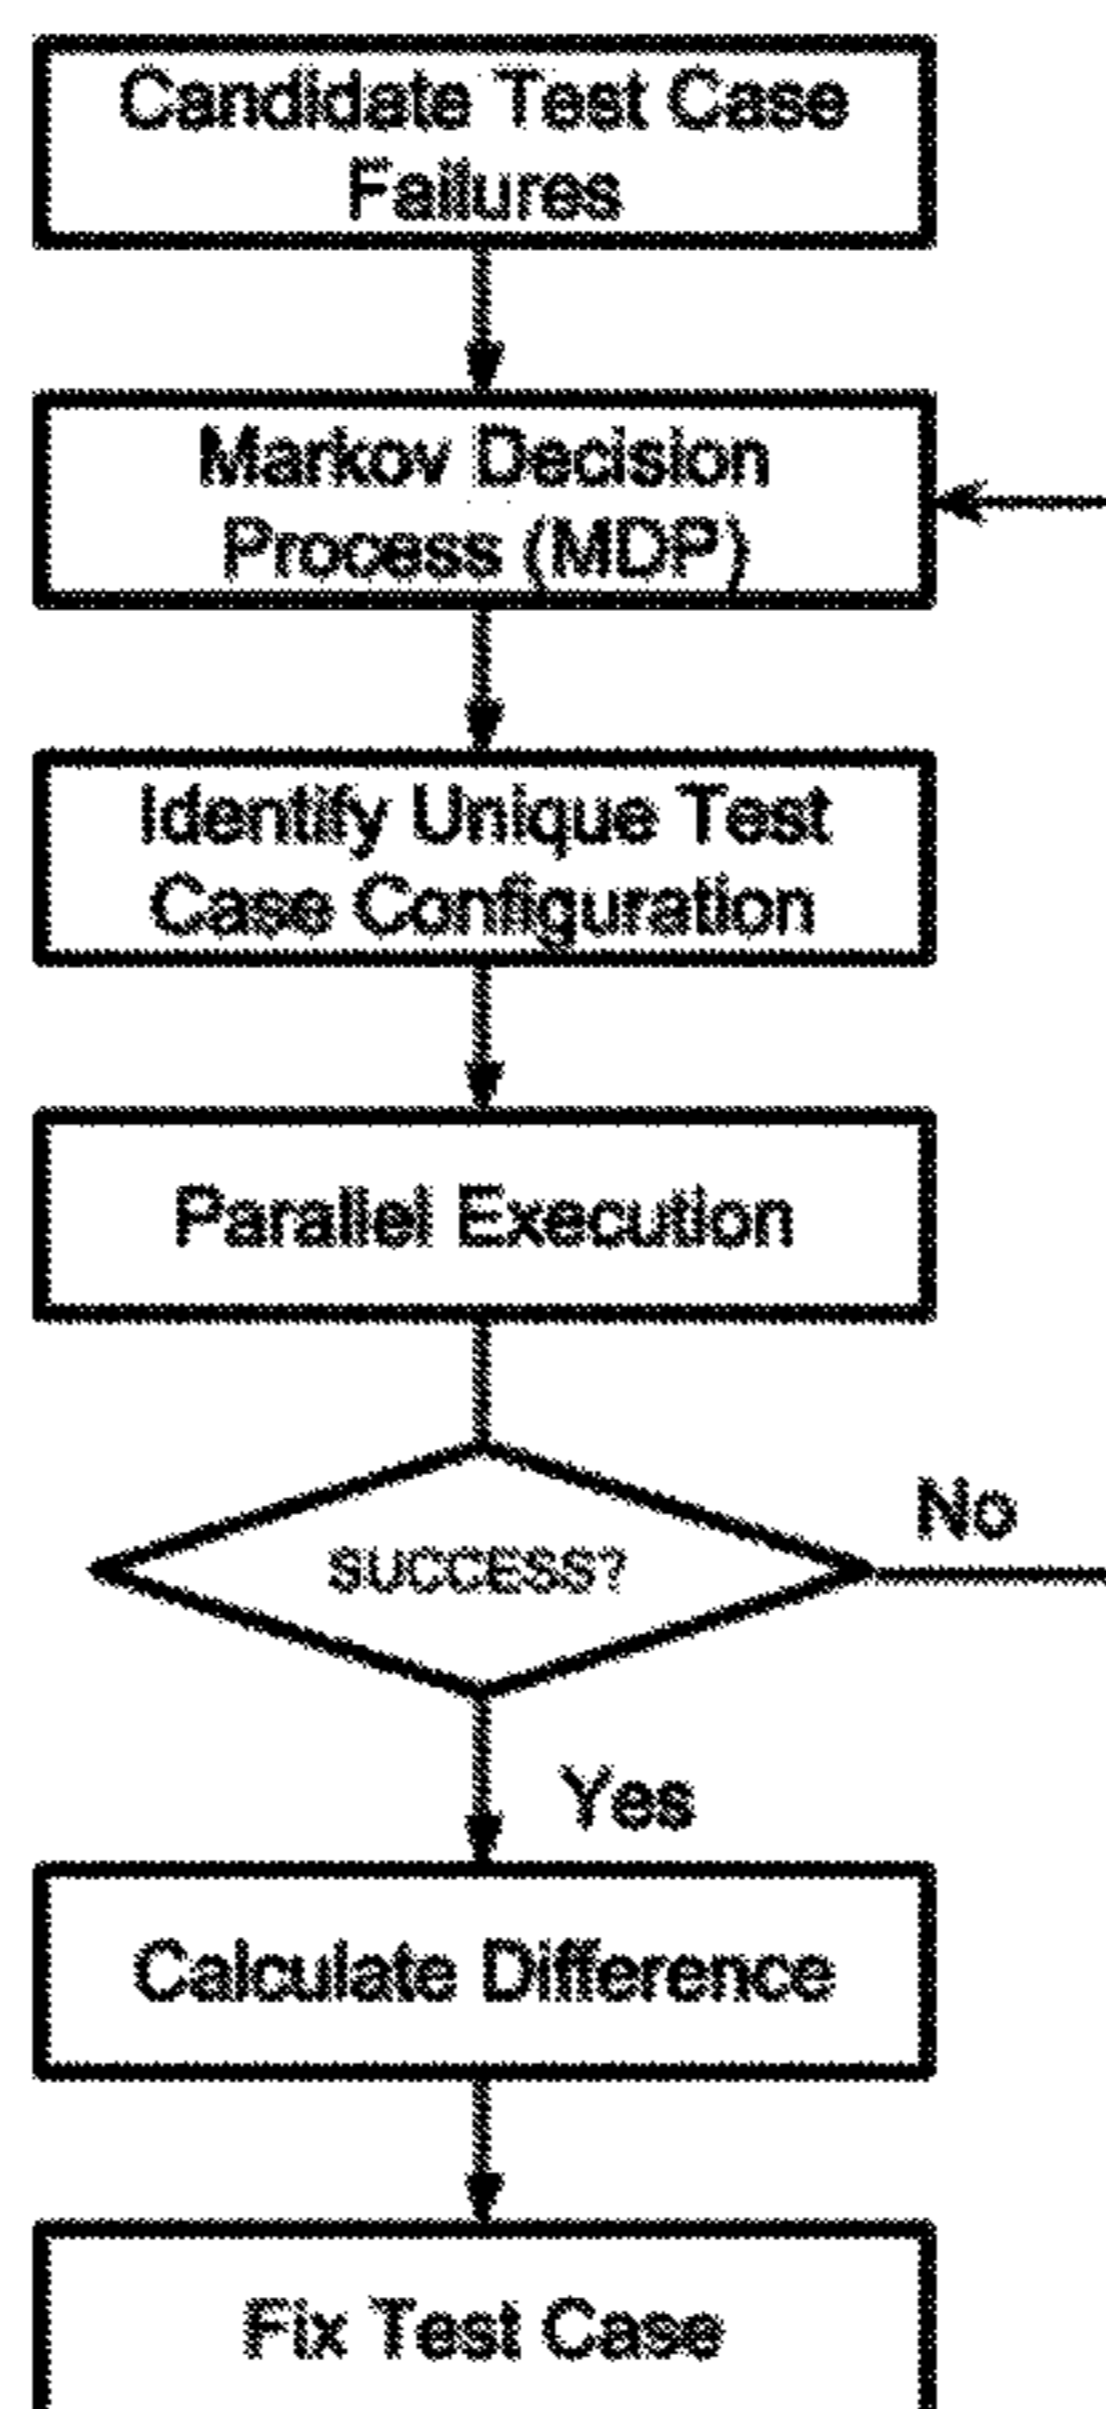 Candidate Test Case
Failures
Markov Decision
Process (MDP)
Identify Unique Test
Case Configuration
Parallel Execution
SUCCESS?
No
Yes
Calculate Difference
Fix Test Case